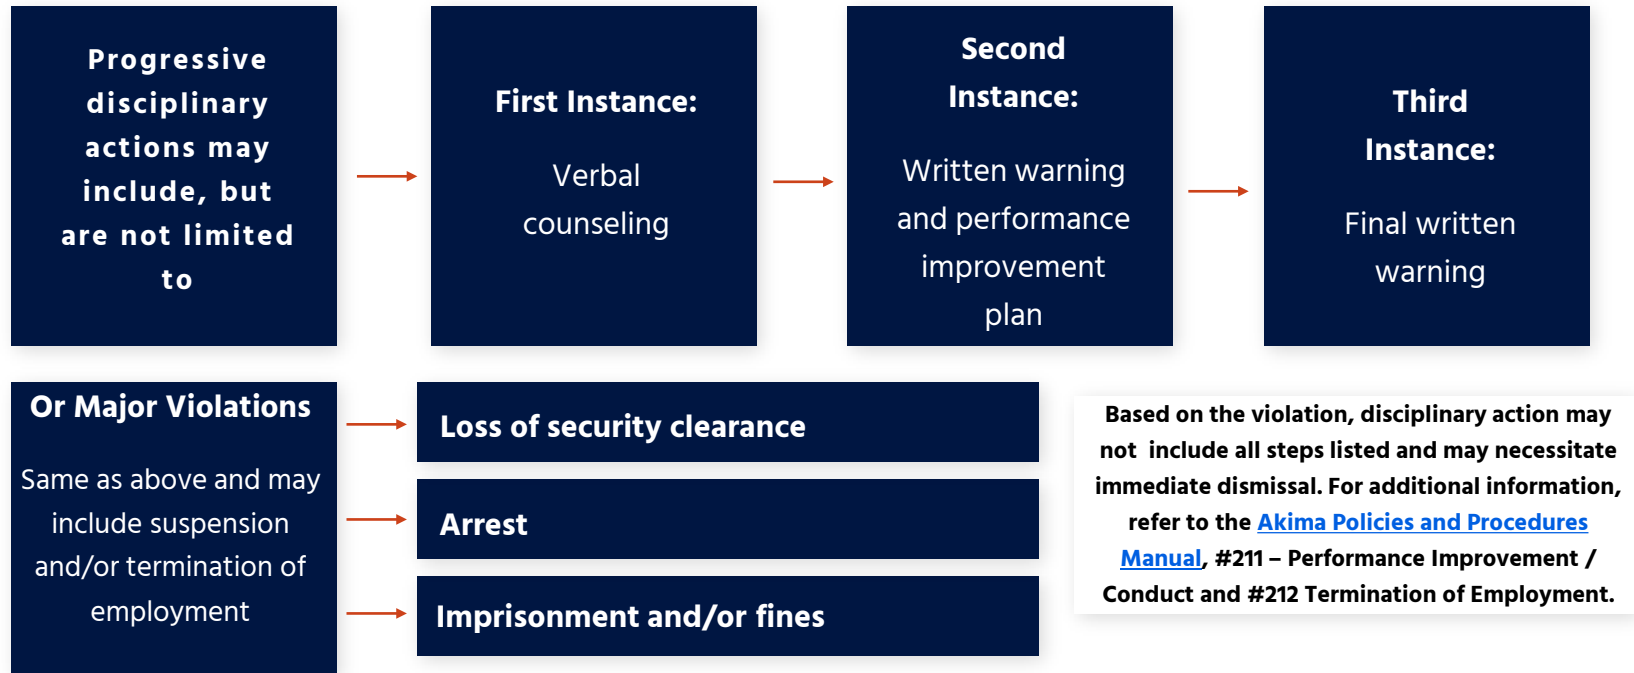 Progressive
disciplinary
actions may
include, but
are not limited
to
First Instance:
Verbal
counseling
Second
Instance:
Written warning
and performance
improvement
plan
Third
Instance:
Final written
warning
Or Major Violations
Same as above and may
include suspension
and/or termination of
employment
Loss of security clearance
Arrest
Imprisonment and/or fines
Based on the violation, disciplinary action may
not  include all steps listed and may necessitate
immediate dismissal. For additional information,
refer to the Akima Policies and Procedures
Manual, #211 – Performance Improvement /
Conduct and #212 Termination of Employment.